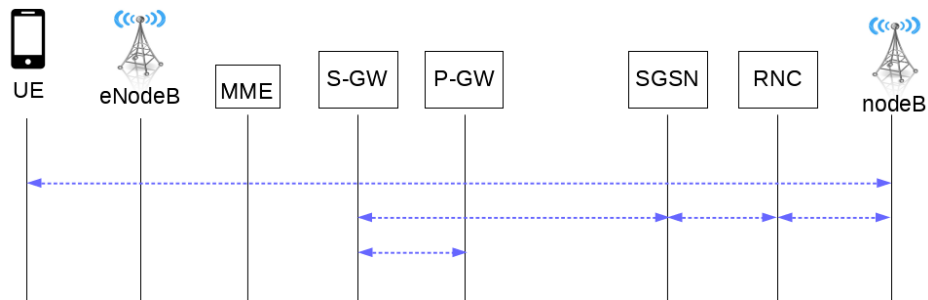 UE
eNodeB
MME
S-GW
P-GW
SGSN
RNC
nodeB